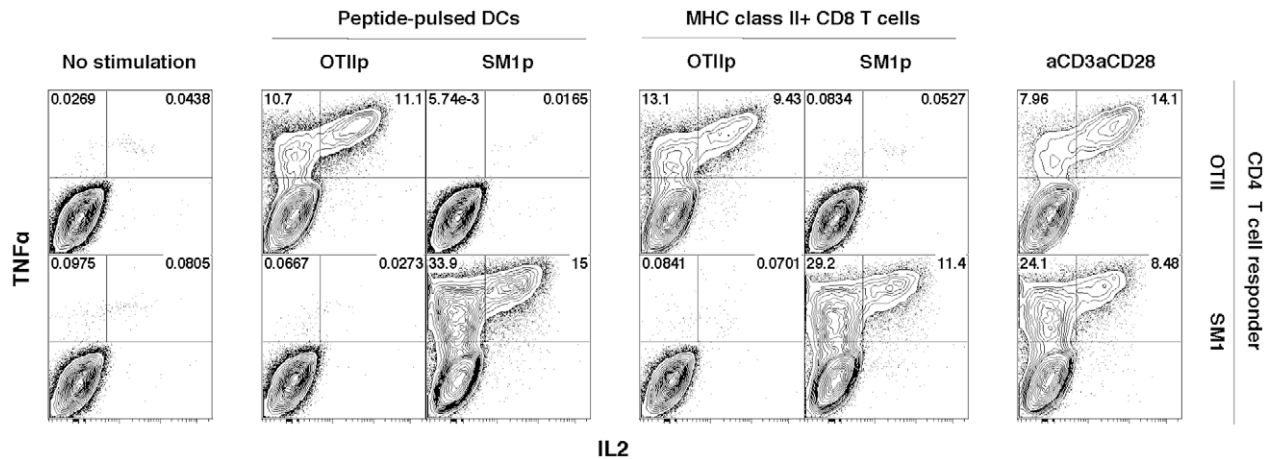 Peptide-pulsed DCs MHC class II+ CD8 T cells
No stimulation OTIIp SM1p OTIIp SM1p aCD3aCD28
0.0269 0.0438 10.7 11.1 5.74e-3 0.0165 13.1 9.43 0.0834 0.0527 7.96 14.1
0.0975 0.0805 0.0667 0.0273 33.9 15 0.0841 0.0701 29.2 11.4 24.1 8.48
TNFα
IL2
OTII
SM1
CD4 T cell responder